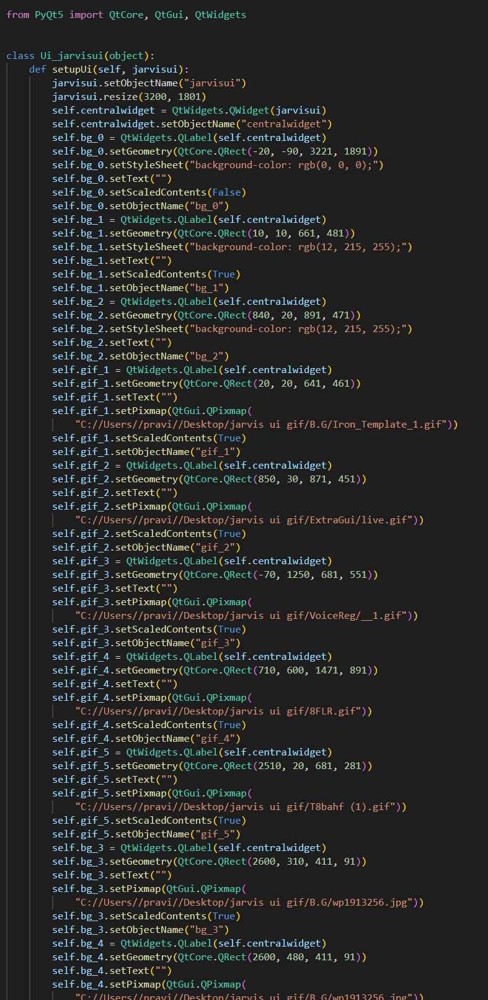 from PyQt5 import QtCore, QtGui, QtWidgets
class Ui_jarvisui(object):
def setupUi(self, jarvisui):
jarvisui.setObjectName("jarvisui")
jarvisui.resize(3200, 1801)
self.centralwidget = QtWidgets.QWidget(jarvisui)
self.centralwidget.setObjectName("centralwidget")
self.bg_0 = QtWidgets.QLabel(self.centralwidget)
self.bg_0.setGeometry(QtCore.QRect(-20, -90, 3221, 1891))
self.bg_0.setStyleSheet("background-color: rgb(0, 0, 0);")
self.bg_0.setText("")
self.bg_0.setScaledContents(False)
self.bg_0.setObjectName("bg_0")
self.bg_1 = QtWidgets.QLabel(self.centralwidget)
self.bg_1.setGeometry(QtCore.QRect(10, 10, 661, 481))
self.bg_1.setStyleSheet("background-color: rgb(12, 215, 255);")
self.bg_1.setText("")
self.bg_1.setScaledContents(True)
self.bg_1.setObjectName("bg_1")
self.bg_2 = QtWidgets.QLabel(self.centralwidget)
self.bg_2.setGeometry(QtCore.QRect(840, 20, 891, 471))
self.bg_2.setStyleSheet("background-color: rgb(12, 215, 255);")
self.bg_2.setText("")
self.bg_2.setObjectName("bg_2")
self.gif_1 = QtWidgets.QLabel(self.centralwidget)
self.gif_1.setGeometry(QtCore.QRect(20, 20, 641, 461))
self.gif_1.setText("")
self.gif_1.setPixmap(QtGui.QPixmap(
"C://Users//pravi//Desktop/jarvis ui gif/B.G/Iron_Template_1.gif"))
self.gif_1.setScaledContents(True)
self.gif_1.setObjectName("gif_1")
self.gif_2 = QtWidgets.QLabel(self.centralwidget)
self.gif_2.setGeometry(QtCore.QRect(850, 30, 871, 451))
self.gif_2.setText("")
self.gif_2.setPixmap(QtGui.QPixmap(
"C://Users//pravi//Desktop/jarvis ui gif/ExtraGui/live.gif"))
self.gif_2.setScaledContents(True)
self.gif_2.setObjectName("gif_2")
self.gif_3 = QtWidgets.QLabel(self.centralwidget)
self.gif_3.setGeometry(QtCore.QRect(-70, 1250, 681, 551))
self.gif_3.setText("")
self.gif_3.setPixmap(QtGui.QPixmap(
"C://Users//pravi//Desktop/jarvis ui gif/VoiceReg/__1.gif"))
self.gif_3.setScaledContents(True)
self.gif_3.setObjectName("gif_3")
self.gif_4 = QtWidgets.QLabel(self.centralwidget)
self.gif_4.setGeometry(QtCore.QRect(710, 600, 1471, 891))
self.gif_4.setText("")
self.gif_4.setPixmap(QtGui.QPixmap(
"C://Users//pravi//Desktop/jarvis ui gif/8FLR.gif"))
self.gif_4.setScaledContents(True)
self.gif_4.setObjectName("gif_4")
self.gif_5 = QtWidgets.QLabel(self.centralwidget)
self.gif_5.setGeometry(QtCore.QRect(2510, 20, 681, 281))
self.gif_5.setText("")
self.gif_5.setPixmap(QtGui.QPixmap(
"C://Users//pravi//Desktop/jarvis ui gif/T8bahf (1).gif"))
self.gif_5.setScaledContents(True)
self.gif_5.setObjectName("gif_5")
self.bg_3 = QtWidgets.QLabel(self.centralwidget)
self.bg_3.setGeometry(QtCore.QRect(2600, 310, 411, 91))
self.bg_3.setText("")
self.bg_3.setPixmap(QtGui.QPixmap(
"C://Users//pravi//Desktop/jarvis ui gif/B.G/wp1913256.jpg"))
self.bg_3.setScaledContents(True)
self.bg_3.setObjectName("bg_3")
self.bg_4 = QtWidgets.QLabel(self.centralwidget)
self.bg_4.setGeometry(QtCore.QRect(2600, 480, 411, 91))
self.bg_4.setText("")
self.bg_4.setPixmap(QtGui.QPixmap(
"C://Users//pravi//Desktop/jarvis ui gif/B.G/wp1913256.jpg"))